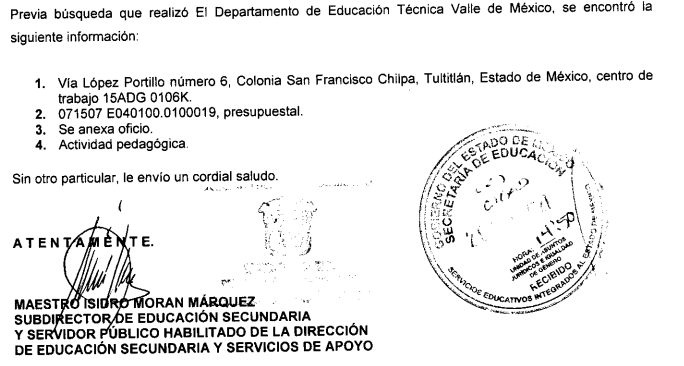 Previa búsqueda que realizó El Departamento de Educación Técnica Valle de México, se encontró la
siguiente información:
1. Vía López Portillo número 6, Colonia San Francisco Chilpa, Tultitlán, Estado de México, centro de
trabajo 15ADG 0106K.
2. 071507 E040100.0100019, presupuestal.
3. Se anexa oficio.
4. Actividad pedagógica.
Sin otro particular, le envío un cordial saludo.
ATENTAMENTE.
MAESTRO ISIDRO MORAN MÁRQUEZ
SUBDIRECTOR DE EDUCACIÓN SECUNDARIA
Y SERVIDOR PÚBLICO HABILITADO DE LA DIRECCIÓN
DE EDUCACIÓN SECUNDARIA Y SERVICIOS DE APOYO
GOBIERNO DEL ESTADO DE MÉXICO
SECRETARÍA DE EDUCACIÓN
HORA: 14:50
UNIDAD DE ASUNTOS
JURÍDICOS E IGUALDAD
DE GÉNERO
RECIBIDO
SERVICIOS EDUCATIVOS INTEGRADOS AL ESTADO DE MÉXICO